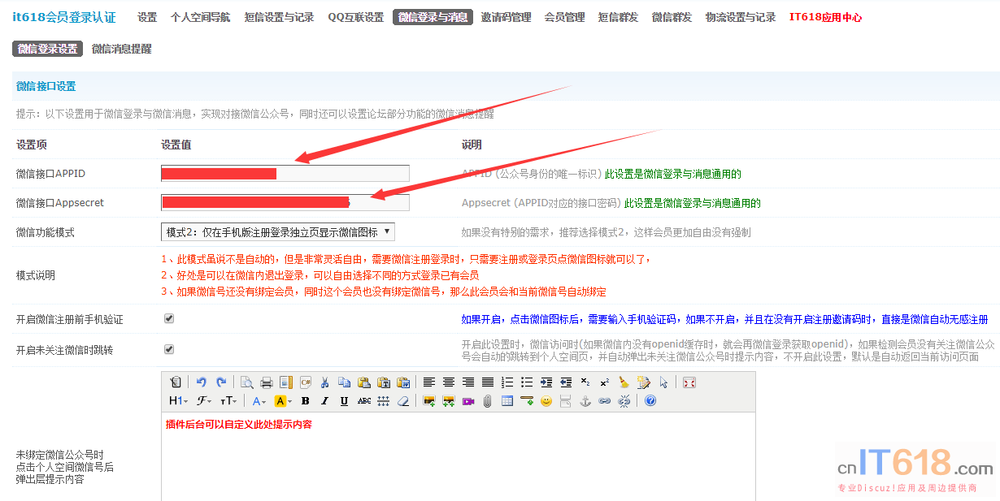 it618会员登录认证 设置 个人空间导航 短信设置与记录 QQ互联设置 微信登录与消息 邀请码管理 会员管理 短信群发 微信群发 物流设置与记录 IT618应用中心
微信登录设置 微信消息提醒
微信接口设置
提示：以下设置用于微信登录与微信消息，实现对接微信公众号，同时还可以设置论坛部分功能的微信消息提醒
设置项 设置值 说明
微信接口APPID APPID (公众号身份的唯一标识) 此设置是微信登录与消息通用的
微信接口Appsecret Appsecret (APPID对应的接口密码) 此设置是微信登录与消息通用的
微信功能模式 模式2：仅在手机版注册登录独立页显示微信图标 如果没有特别的需求，推荐选择模式2，这样会员更加自由没有强制
模式说明
1、此模式虽说不是自动的，但是非常灵活自由，需要微信注册登录时，只需要注册或登录页点微信图标就可以了，
2、好处是可以在微信内退出登录，可以自由选择不同的方式登录已有会员
3、如果微信号还没有绑定会员，同时这个会员也没有绑定微信号，那么此会员会和当前微信号自动绑定
开启微信注册前手机验证 如果开启，点击微信图标后，需要输入手机验证码，如果不开启，并且在没有开启注册邀请码时，直接是微信自动无感注册
开启未关注微信时跳转 开启此设置时，微信访问时(如果微信内没有openid缓存时，就会再微信登录获取openid)，如果检测会员没有关注微信公众
号会自动的跳转到个人空间页，并自动弹出未关注微信公众号时提示内容，不开启此设置，默认是自动返回当前访问页面
H1 F TT A A B I U ABC
插件后台可以自定义此处提示内容
未绑定微信公众号时
点击个人空间微信号后
弹出层提示内容
cnIT618.com
专业Discuz!应用及周边提供商